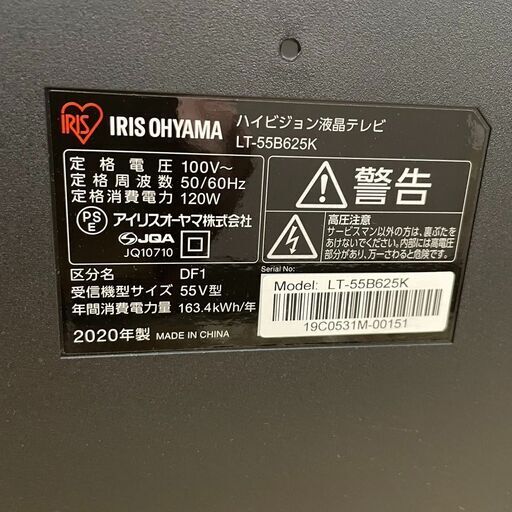 IRIS
IRIS OHYAMA
ハイビジョン液晶テレビ
LT-55B625K
定格電圧 100V～
定格周波数 50/60Hz
定格消費電力 120W
PSE アイリスオーヤマ株式会社
JQA
JQ10710
区分名 DF1
受信機型サイズ 55V型
年間消費電力量 163.4kWh/年
2020年製 MADE IN CHINA
警告
高圧注意
サービスマン以外の方は、裏ぶたを
あけないでください。内部には高電圧
部分があり、万一さわると危険です。
Serial No:
Model: LT-55B625K
19C0531M-00151